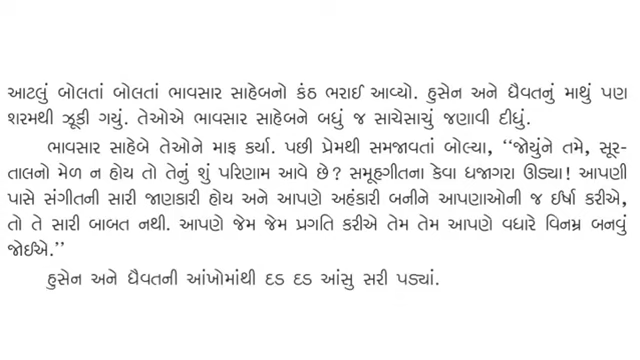 આટલું બોલતાં બોલતાં ભાવસાર સાહેબનો કંઠ ભરાઈ આવ્યો. હુસેન અને ધૈવતનું માથું પણ
શરમથી ઝૂકી ગયું. તેઓએ ભાવસાર સાહેબને બધું જ સાચેસાચું જણાવી દીધું.
ભાવસાર સાહેબે તેઓને માફ કર્યા. પછી પ્રેમથી સમજાવતાં બોલ્યા, “જોયુંને તમે, સૂર-
તાલનો મેળ ન હોય તો તેનું શું પરિણામ આવે છે? સમૂહગીતના કેવા ધજાગરા ઊડ્યા! આપણી
પાસે સંગીતની સારી જાણકારી હોય અને આપણે અહંકારી બનીને આપણાઓની જ ઈર્ષા કરીએ,
તો તે સારી બાબત નથી. આપણે જેમ જેમ પ્રગતિ કરીએ તેમ તેમ આપણે વધારે વિનમ્ર બનવું
જોઈએ.”
હુસેન અને ધૈવતની આંખોમાંથી દડ દડ આંસુ સરી પડ્યાં.